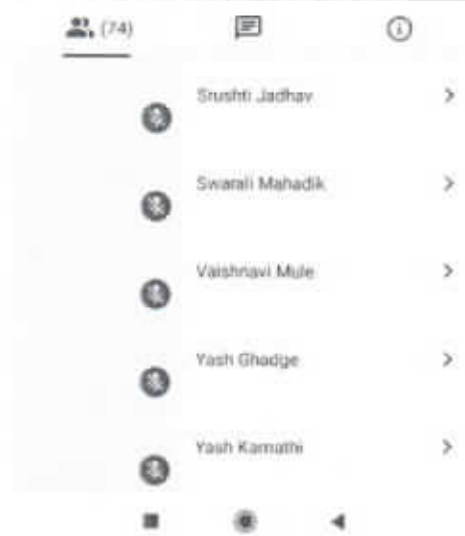 (74)
Srushti Jadhav
Swarali Mahadik
Vaishnavi Mule
Yash Ghadge
Yash Kamathi